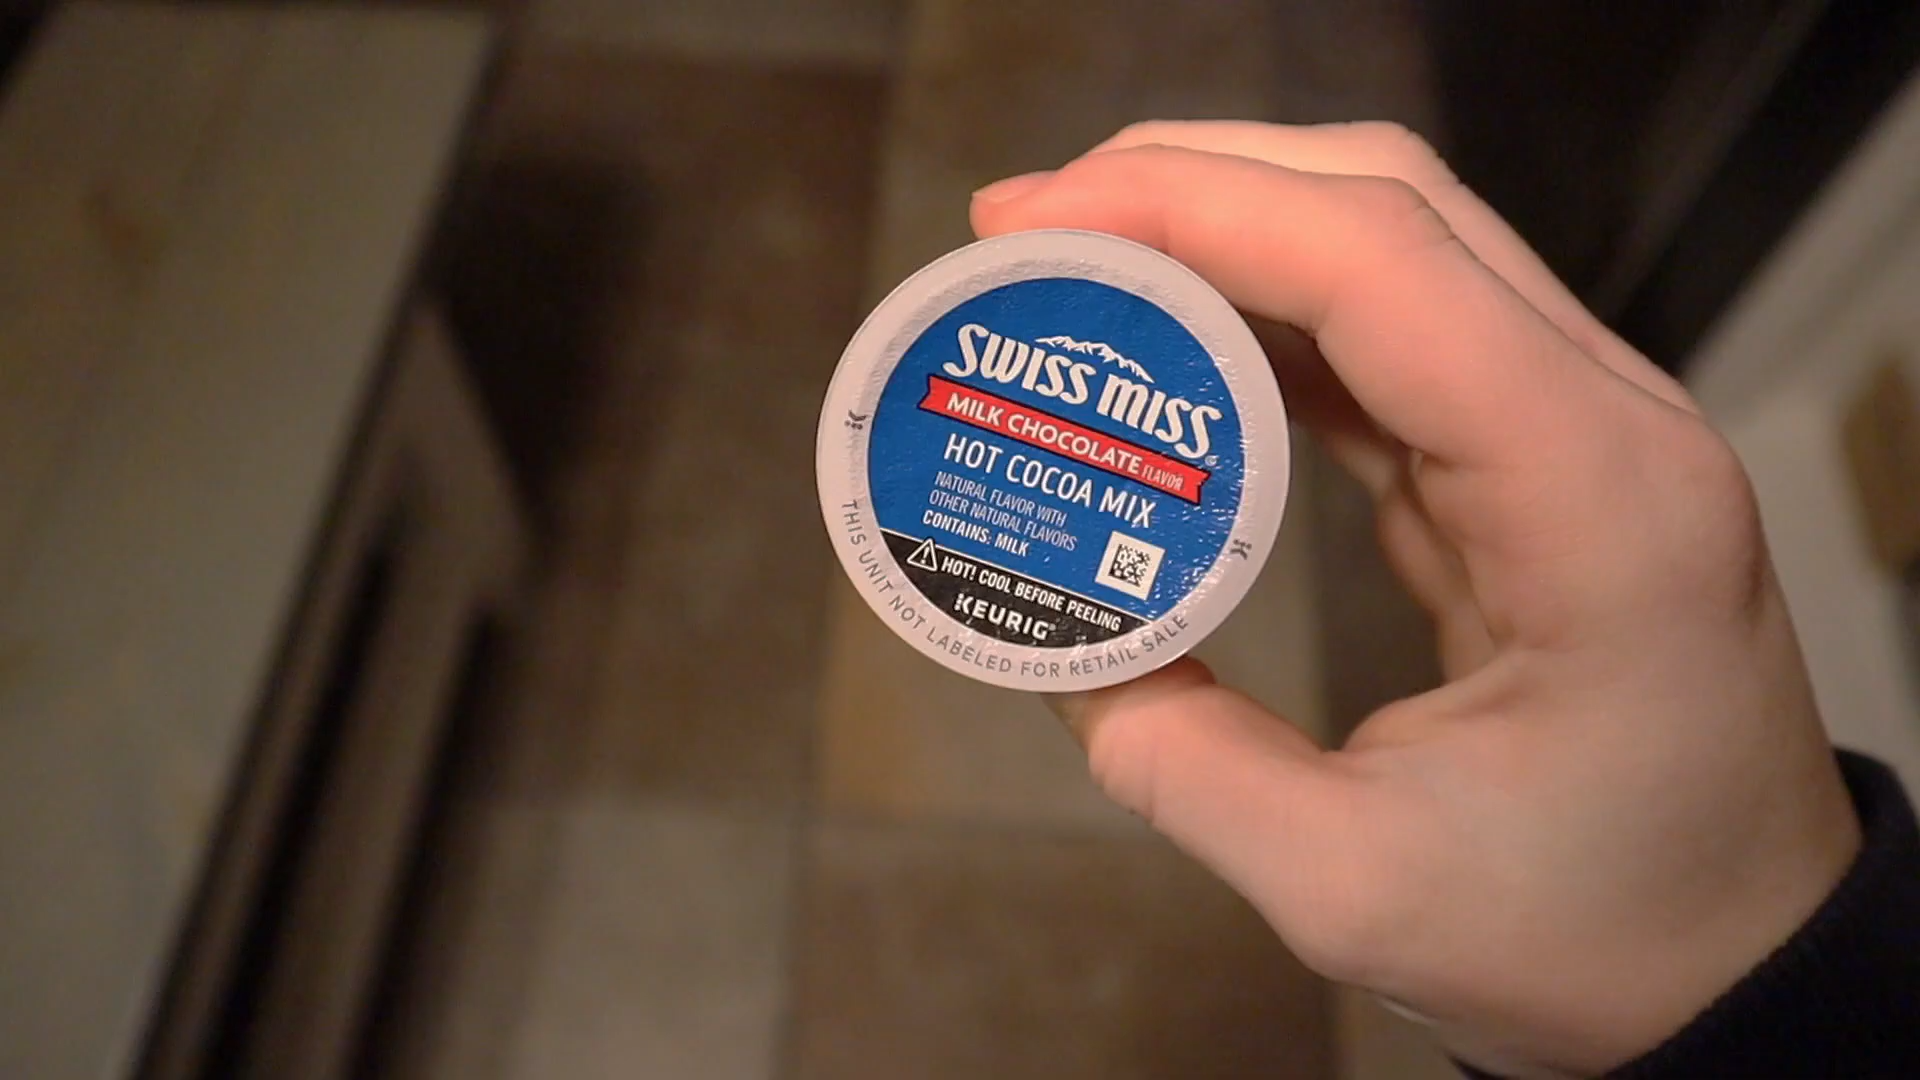 SWISS MISS
MILK CHOCOLATE FLAVOR
HOT COCOA MIX
NATURAL FLAVOR WITH
OTHER NATURAL FLAVORS
CONTAINS: MILK
HOT! COOL BEFORE PEELING
KEURIG®
THIS UNIT NOT LABELED FOR RETAIL SALE